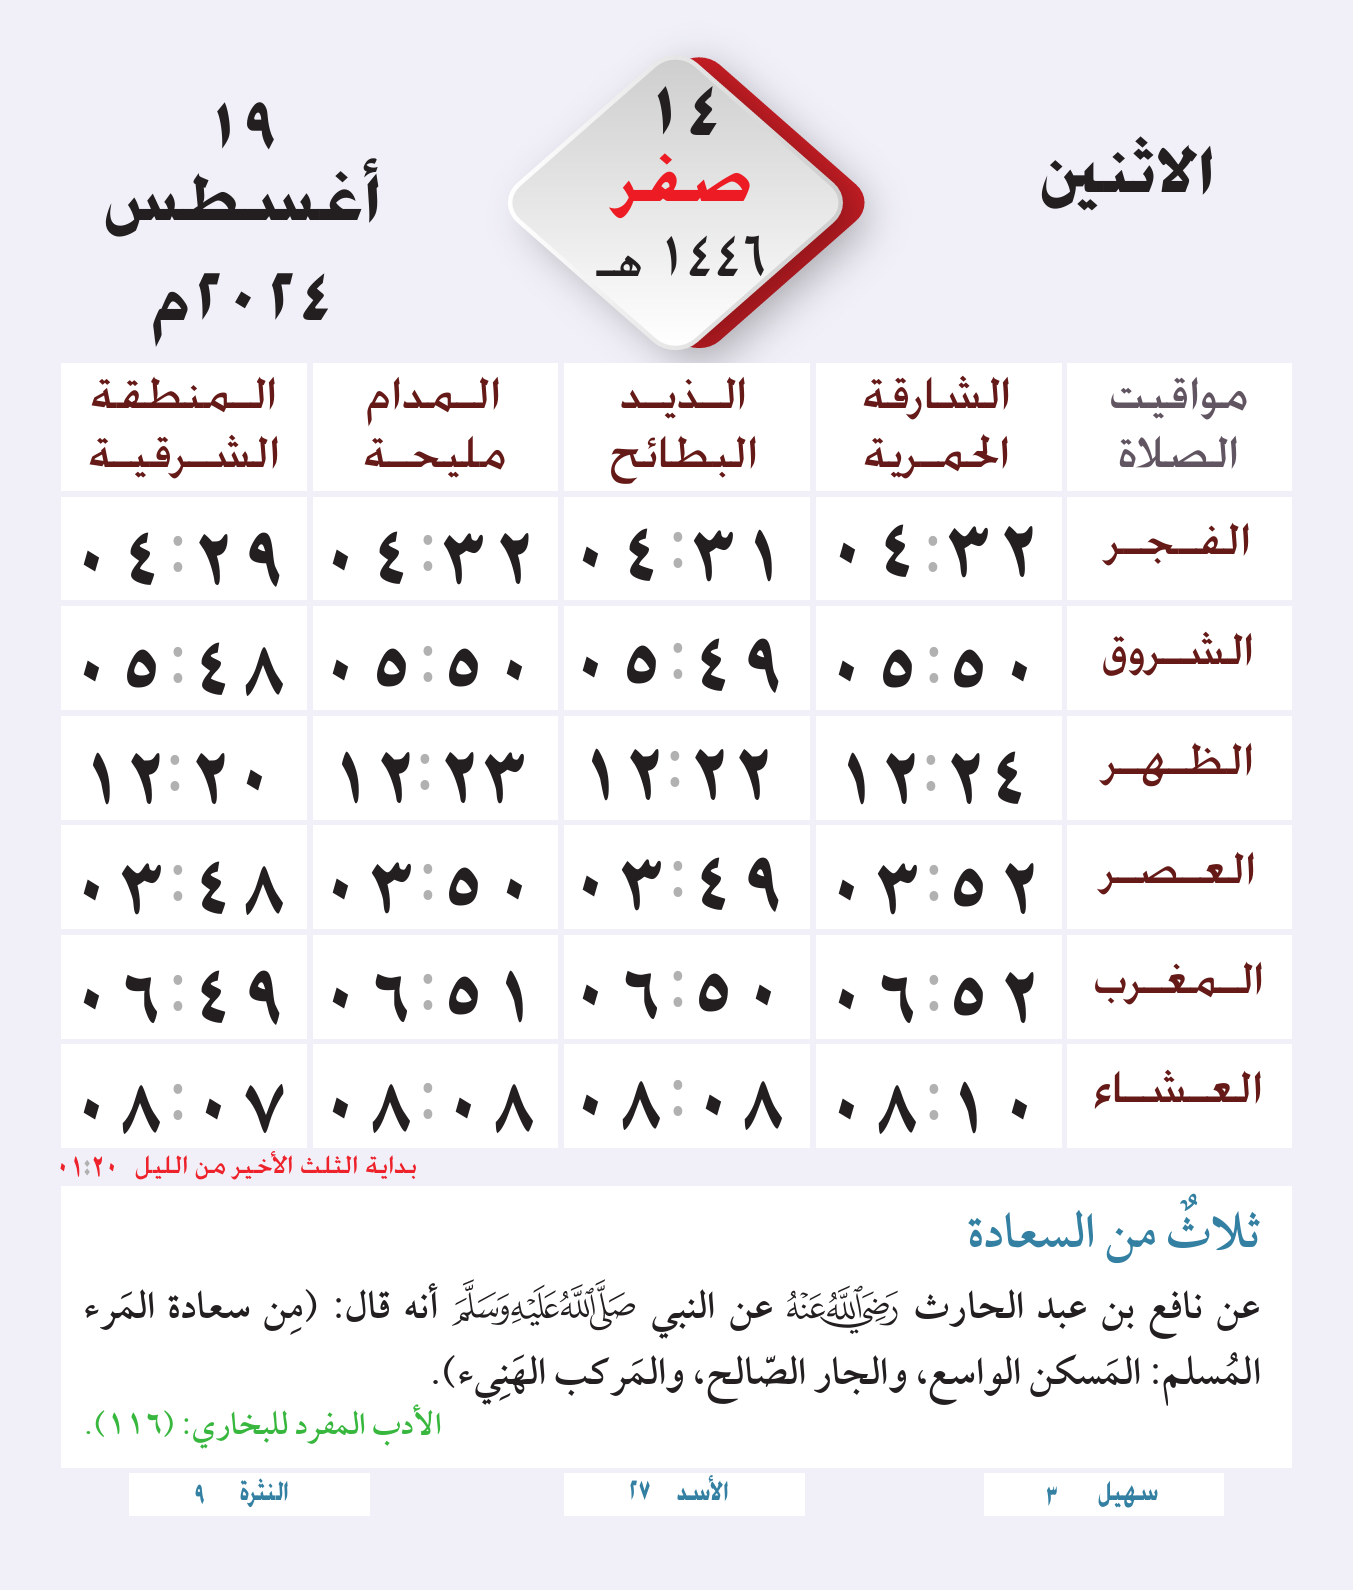 الاثنين
١٤
صفر
١٤٤٦ هـ
١٩
أغسطس
٢٠٢٤م
مواقيت الصلاة
الشارقة الحمرية
الذيد البطائح
المدام مليحة
المنطقة الشرقية
الفجر ٠٤:٣٢ ٠٤:٣١ ٠٤:٣٢ ٠٤:٢٩
الشروق ٠٥:٥٠ ٠٥:٤٩ ٠٥:٥٠ ٠٥:٤٨
الظهر ١٢:٢٤ ١٢:٢٢ ١٢:٢٣ ١٢:٢٠
العصر ٠٣:٥٢ ٠٣:٤٩ ٠٣:٥٠ ٠٣:٤٨
المغرب ٠٦:٥٢ ٠٦:٥٠ ٠٦:٥١ ٠٦:٤٩
العشاء ٠٨:١٠ ٠٨:٠٨ ٠٨:٠٨ ٠٨:٠٧
بداية الثلث الأخير من الليل ٠١:٢٠
ثلاثٌ من السعادة
عن نافع بن عبد الحارث رَضِيَ اللَّهُ عَنْهُ عن النبي صَلَّى اللَّهُ عَلَيْهِ وَسَلَّمَ أنه قال: (مِن سعادة المَرء
المُسلم: المَسكن الواسع، والجار الصّالح، والمَركب الهَنِيء).
الأدب المفرد للبخاري: (١١٦).
سهيل ٣
الأسد ٢٧
النثرة ٩